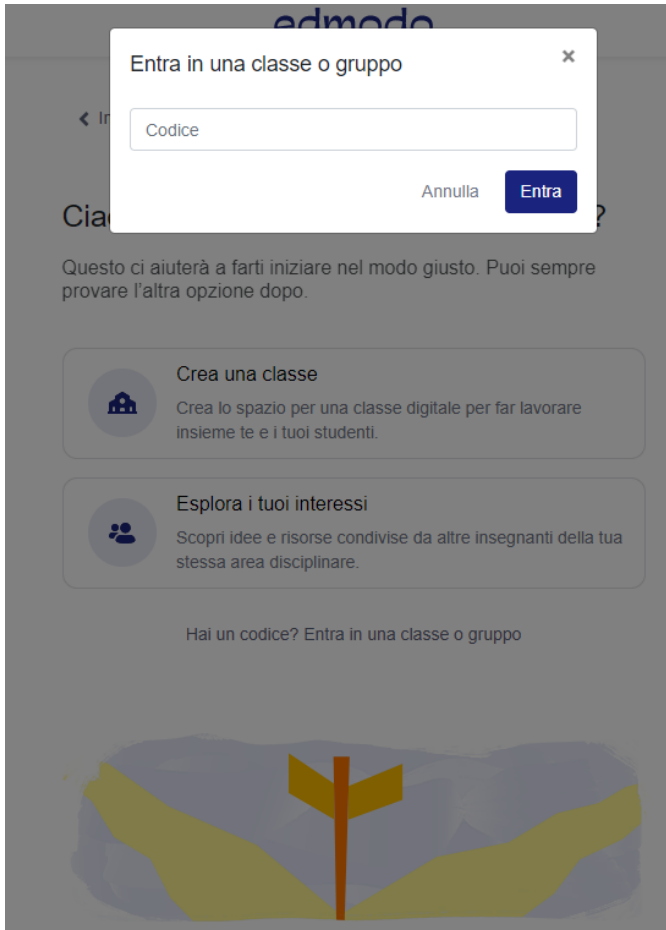 edmodo
Entra in una classe o gruppo
×
Codice
Annulla
Entra
?
Questo ci aiuterà a farti iniziare nel modo giusto. Puoi sempre
provare l'altra opzione dopo.
Crea una classe
Crea lo spazio per una classe digitale per far lavorare
insieme te e i tuoi studenti.
Esplora i tuoi interessi
Scopri idee e risorse condivise da altre insegnanti della tua
stessa area disciplinare.
Hai un codice? Entra in una classe o gruppo